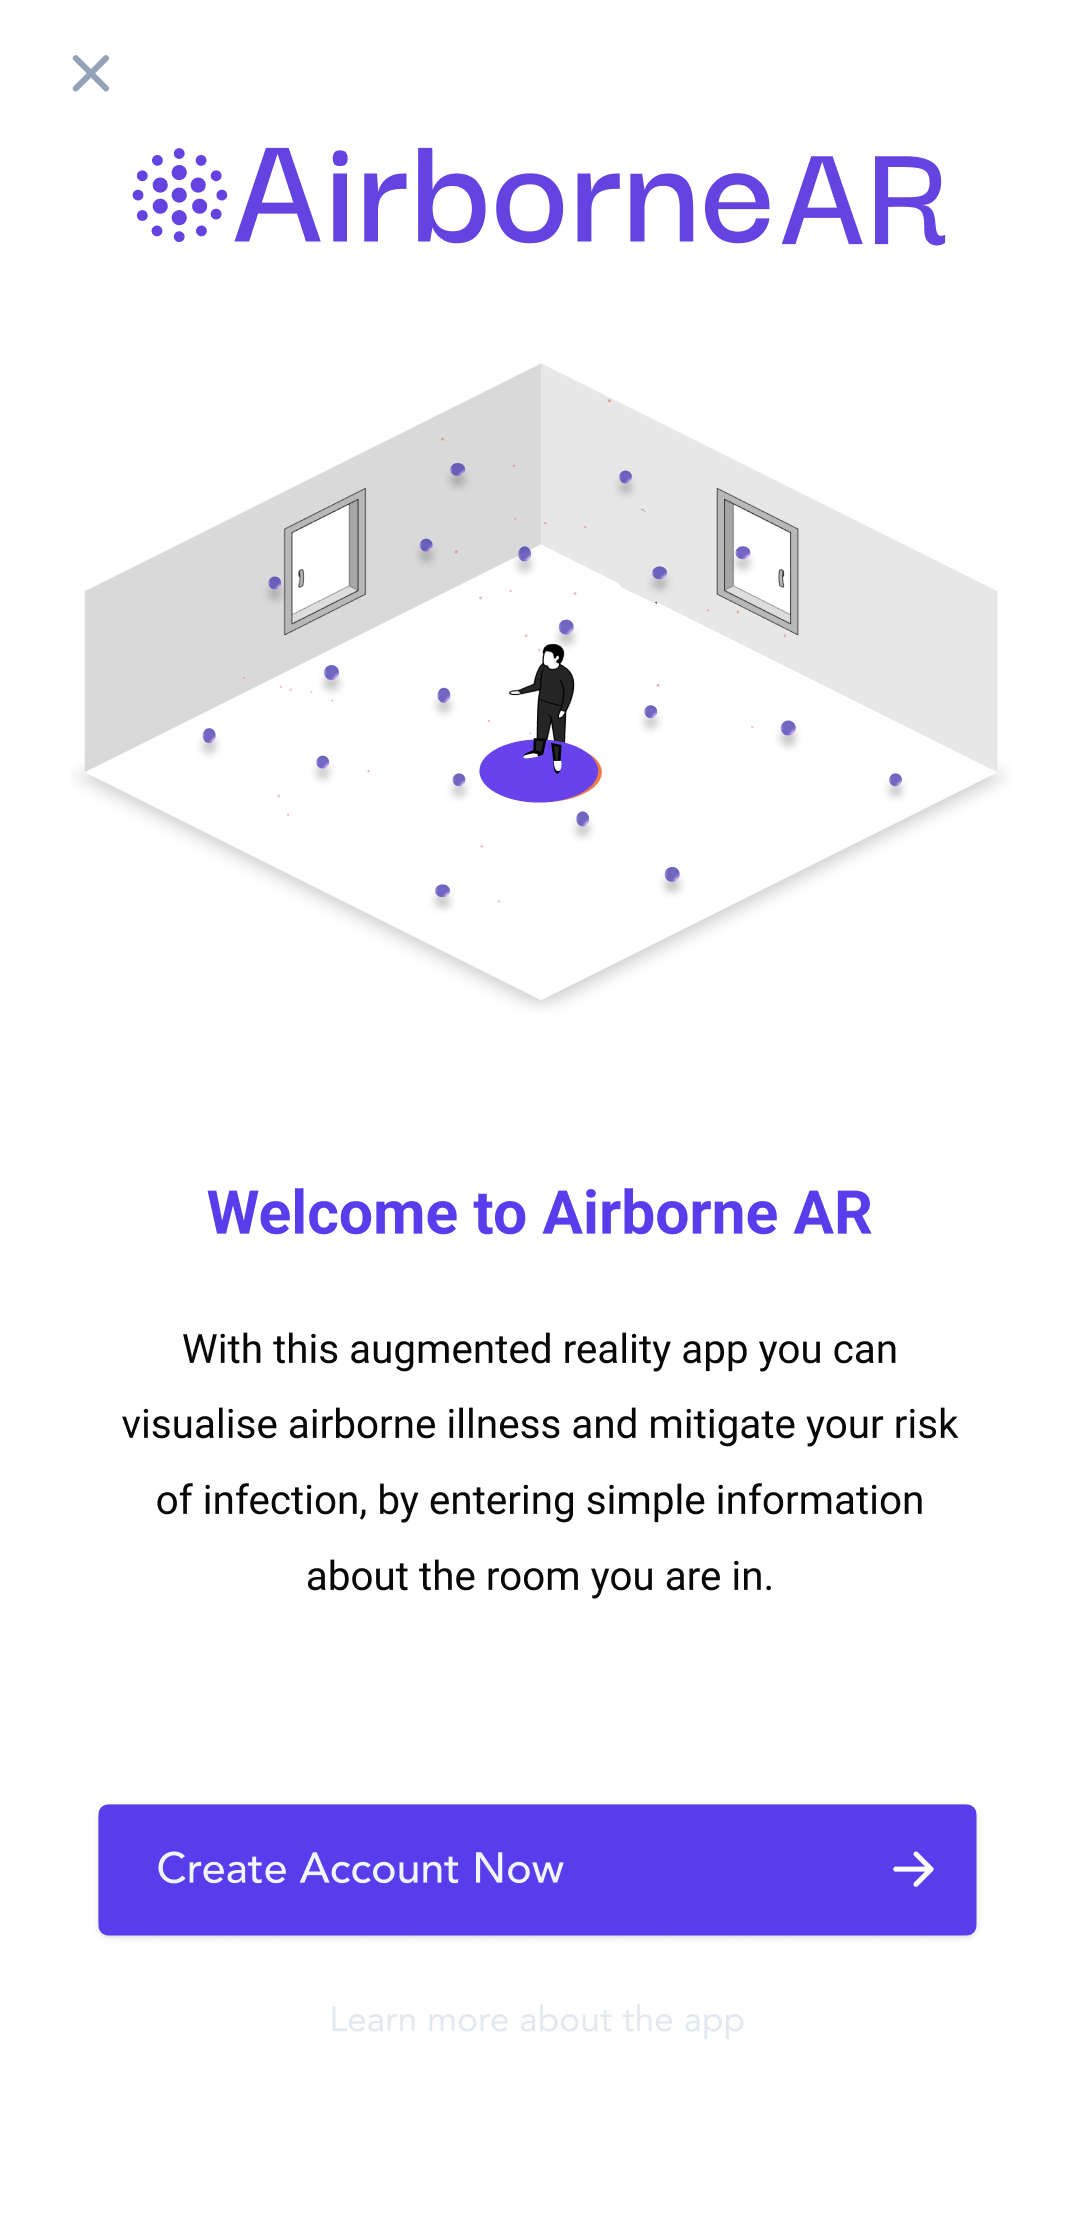 AirborneAR
Welcome to Airborne AR
With this augmented reality app you can
visualise airborne illness and mitigate your risk
of infection, by entering simple information
about the room you are in.
Create Account Now
Learn more about the app